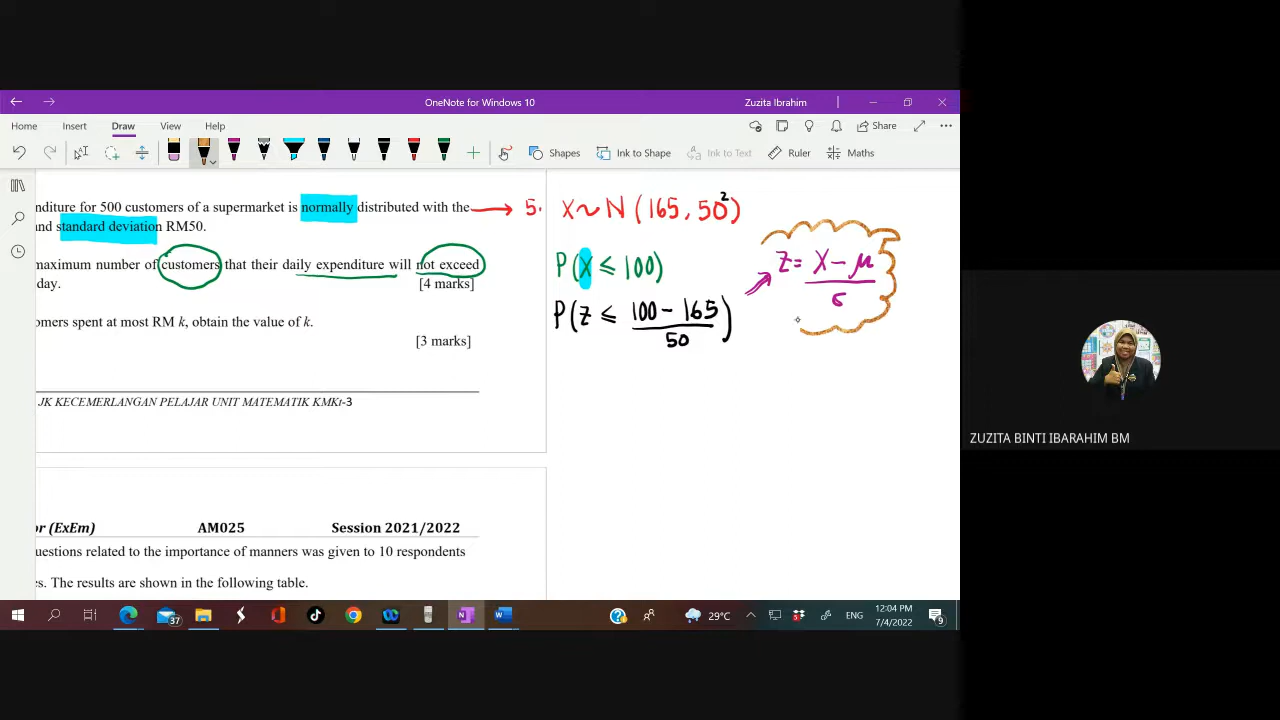 OneNote for Windows 10
Zuzita Ibrahim
Home Insert Draw View Help
Share
Shapes Ink to Shape Ink to Text Ruler Maths
nditure for 500 customers of a supermarket is normally distributed with the
and standard deviation RM50.
maximum number of customers that their daily expenditure will not exceed
day. [4 marks]
omers spent at most RM k, obtain the value of k.
[3 marks]
JK KECEMERLANGAN PELAJAR UNIT MATEMATIK KMKt-3
5. X~N (165, 50²)
P(X ≤ 100)
P(Z ≤ 100 - 165 / 50)
Z = X - μ / σ
or (ExEm) AM025 Session 2021/2022
uestions related to the importance of manners was given to 10 respondents
es. The results are shown in the following table.
ZUZITA BINTI IBARAHIM BM
37
29°C
ENG
12:04 PM
7/4/2022
9